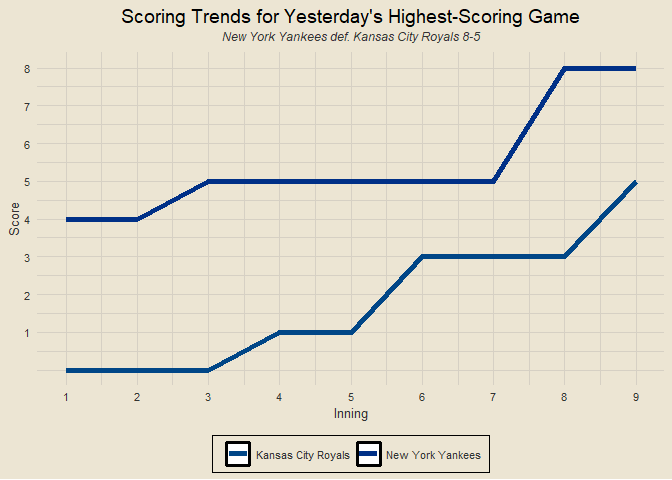 Scoring Trends for Yesterday's Highest-Scoring Game
New York Yankees def. Kansas City Royals 8-5
8
7
6
5
4
3
2
1
Score
1 2 3 4 5 6 7 8 9
Inning
Kansas City Royals New York Yankees